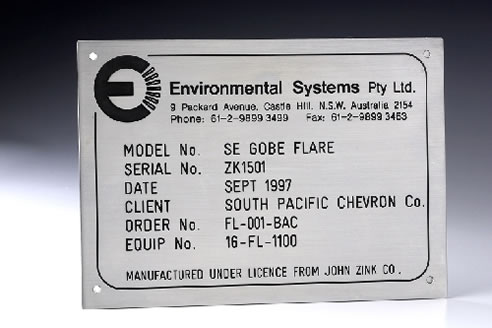 Environmental Systems Pty Ltd.
9 Packard Avenue, Castle Hill, N.S.W. Australia 2154
Phone: 61-2-9899 3499 Fax: 61-2-9899 3453
MODEL No. SE GOBE FLARE
SERIAL No. ZK1501
DATE SEPT 1997
CLIENT SOUTH PACIFIC CHEVRON Co.
ORDER No. FL-001-BAC
EQUIP No. 16-FL-1100
MANUFACTURED UNDER LICENCE FROM JOHN ZINK CO.